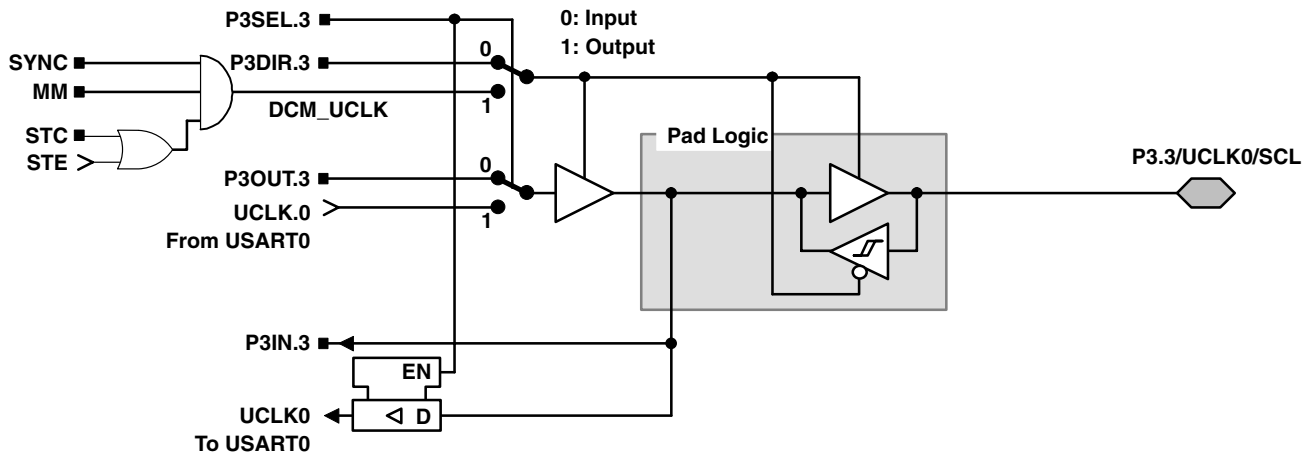 P3SEL.3
0: Input
1: Output
SYNC
P3DIR.3
0
MM
DCM_UCLK
1
STC
STE
Pad Logic
P3.3/UCLK0/SCL
P3OUT.3
0
UCLK.0
1
From USART0
P3IN.3
EN
UCLK0
D
To USART0